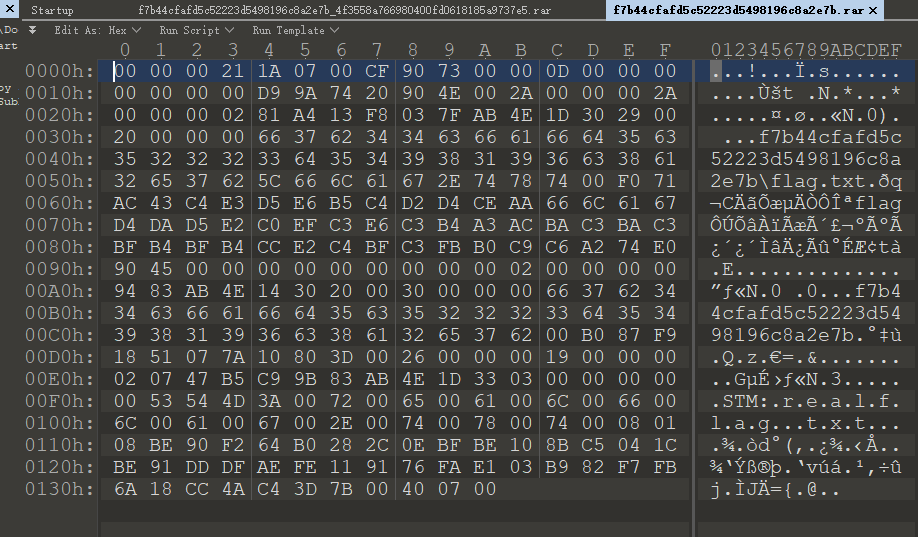 Startup f7b44cfafd5c52223d5498196c8a2e7b_4f3558a766980400fd0618185a9737e5.rar f7b44cfafd5c52223d5498196c8a2e7b.rar ×
Edit As: Hex Run Script Run Template
0 1 2 3 4 5 6 7 8 9 A B C D E F 0123456789ABCDEF
0000h: 00 00 00 21 1A 07 00 CF 90 73 00 00 0D 00 00 00 ...!...Ï.s......
0010h: 00 00 00 00 D9 9A 74 20 90 4E 00 2A 00 00 00 2A ....Ùšt .N.*...*
0020h: 00 00 00 02 81 A4 13 F8 03 7F AB 4E 1D 30 29 00 .....¤.ø..«N.0).
0030h: 20 00 00 00 66 37 62 34 34 63 66 61 66 64 35 63 ...f7b44cfafd5c
0040h: 35 32 32 32 33 64 35 34 39 38 31 39 36 63 38 61 52223d5498196c8a
0050h: 32 65 37 62 5C 66 6C 61 67 2E 74 78 74 00 F0 71 2e7b\flag.txt.ðq
0060h: AC 43 C4 E3 D5 E6 B5 C4 D2 D4 CE AA 66 6C 61 67 ¬CÄãÕæµÄÒÔÎªflag
0070h: D4 DA D5 E2 C0 EF C3 E6 C3 B4 A3 AC BA C3 BA C3 ÔÚÕâÀïÃæÃ´£¬ºÃºÃ
0080h: BF B4 BF B4 CC E2 C4 BF C3 FB B0 C9 C6 A2 74 E0 ¿´¿´ÌâÄ¿Ãû°ÉÆ¢tà
0090h: 90 45 00 00 00 00 00 00 00 00 00 00 02 00 00 00 .E..............
00A0h: 94 83 AB 4E 14 30 20 00 00 30 00 00 00 66 37 62 34 ”ƒ«N.0 .0...f7b4
00B0h: 34 63 66 61 66 64 35 63 35 32 32 32 33 64 35 34 4cfafd5c52223d54
00C0h: 39 38 31 39 36 63 38 61 32 65 37 62 00 B0 87 F9 98196c8a2e7b.°‡ù
00D0h: 18 51 07 7A 10 80 3D 00 26 00 00 00 19 00 00 00 .Q.z.€=.&.......
00E0h: 02 07 47 B5 C9 9B 83 AB 4E 1D 33 03 00 00 00 00 ..GµÉ›ƒ«N.3.....
00F0h: 00 53 54 4D 3A 00 72 00 65 00 61 00 6C 00 66 00 .STM:.r.e.a.l.f.
0100h: 6C 00 61 00 67 00 2E 00 74 00 78 00 74 00 08 01 l.a.g...t.x.t...
0110h: 08 BE 90 F2 64 B0 28 2C 0E BF BE 10 8B C5 04 1C .¾.òd°(,.¿¾.‹Å..
0120h: BE 91 DD DF AE FE 11 91 76 FA E1 03 B9 82 F7 FB ¾‘Ýß®þ.‘vúá.¹‚÷û
0130h: 6A 18 CC 4A C4 3D 7B 00 40 07 00 j.ÌJÄ={.@..